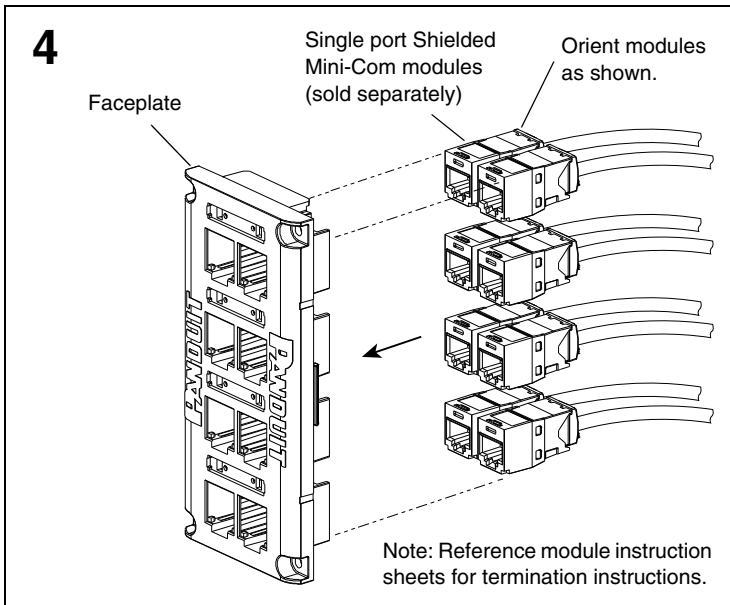 4
Single port Shielded
Mini-Com modules
(sold separately)
Orient modules
as shown.
Faceplate
PANDUIT
PANDUIT
Note: Reference module instruction
sheets for termination instructions.